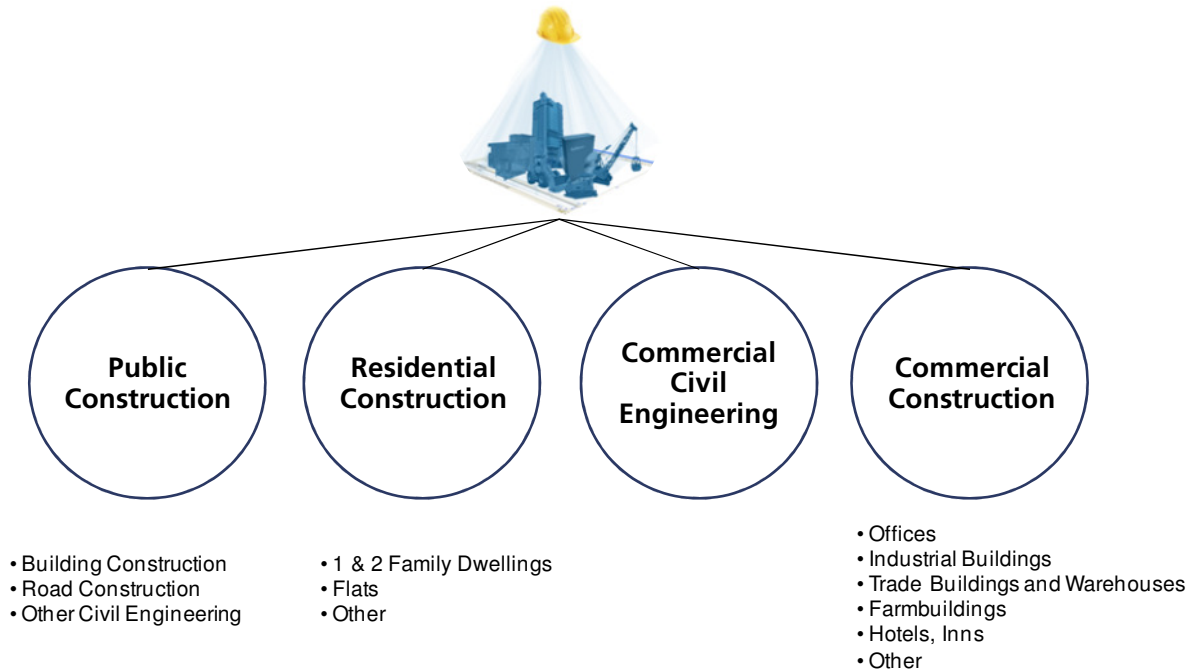 Public
Construction
Residential
Construction
Commercial
Civil
Engineering
Commercial
Construction
• Building Construction
• Road Construction
• Other Civil Engineering
• 1 & 2 Family Dwellings
• Flats
• Other
• Offices
• Industrial Buildings
• Trade Buildings and Warehouses
• Farmbuildings
• Hotels, Inns
• Other